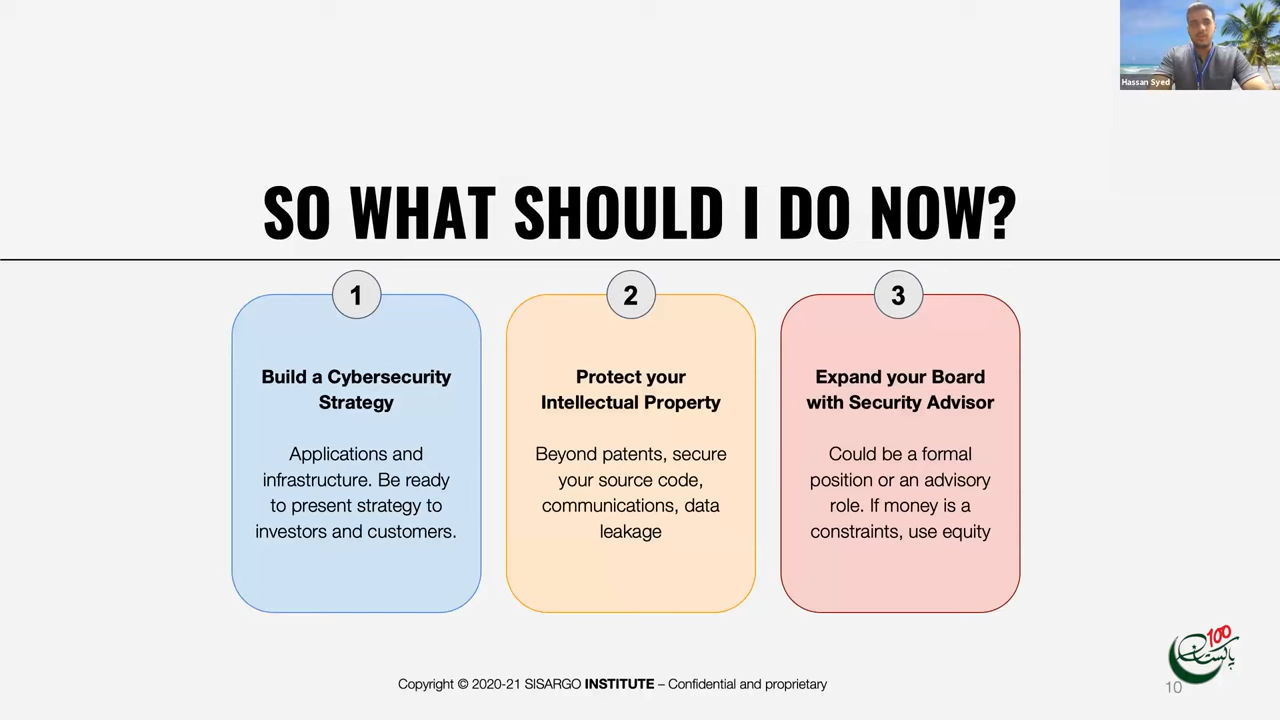 Hassan Syed
SO WHAT SHOULD I DO NOW?
1
Build a Cybersecurity
Strategy
Applications and
infrastructure. Be ready
to present strategy to
investors and customers.
2
Protect your
Intellectual Property
Beyond patents, secure
your source code,
communications, data
leakage
3
Expand your Board
with Security Advisor
Could be a formal
position or an advisory
role. If money is a
constraints, use equity
Copyright © 2020-21 SISARGO INSTITUTE – Confidential and proprietary
100
پاکستان
10